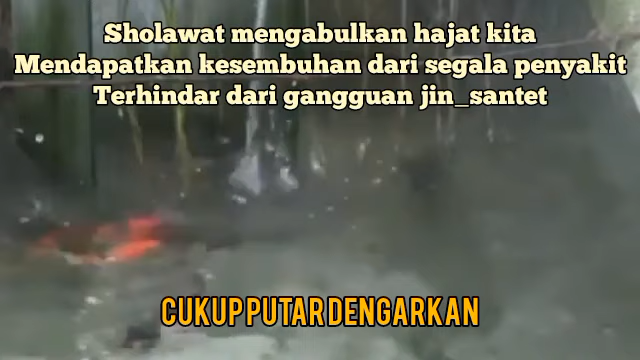 Sholawat mengabulkan hajat kita
Mendapatkan kesembuhan dari segala penyakit
Terhindar dari gangguan jin_santet
CUKUP PUTAR DENGARKAN